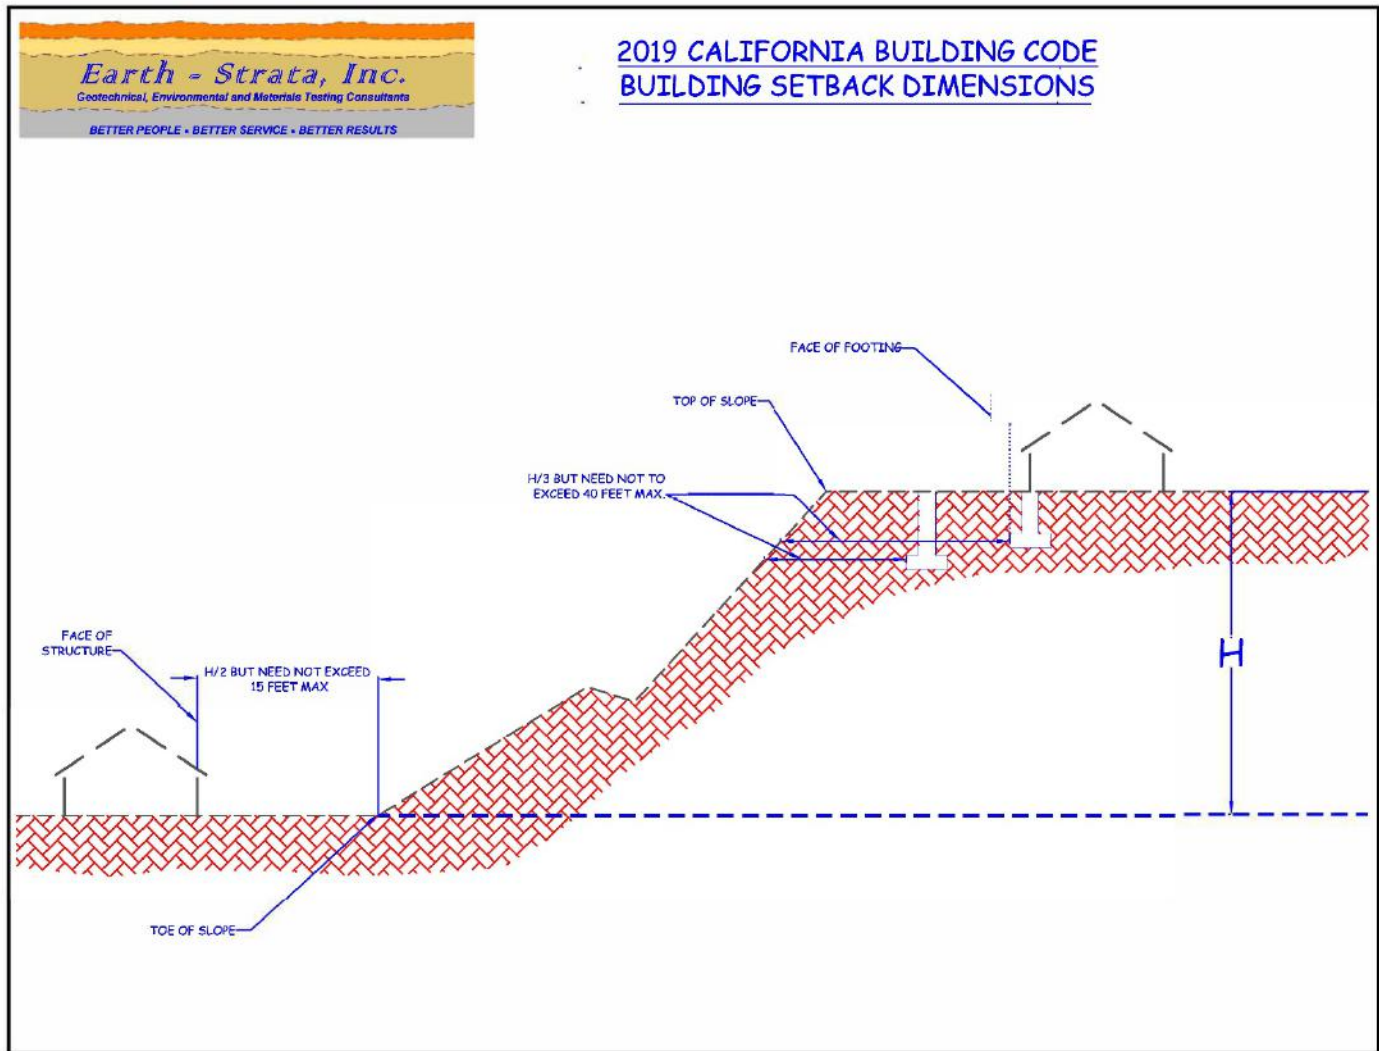 Earth - Strata, Inc.
Geotechnical, Environmental and Materials Testing Consultants
BETTER PEOPLE • BETTER SERVICE • BETTER RESULTS
2019 CALIFORNIA BUILDING CODE
BUILDING SETBACK DIMENSIONS
FACE OF FOOTING
TOP OF SLOPE
H/3 BUT NEED NOT TO
EXCEED 40 FEET MAX.
FACE OF
STRUCTURE
H/2 BUT NEED NOT EXCEED
15 FEET MAX
H
TOE OF SLOPE